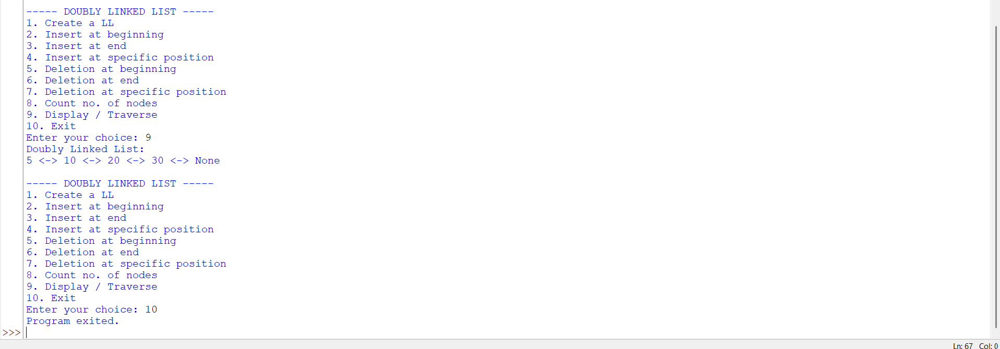 ----- DOUBLY LINKED LIST -----
1. Create a LL
2. Insert at beginning
3. Insert at end
4. Insert at specific position
5. Deletion at beginning
6. Deletion at end
7. Deletion at specific position
8. Count no. of nodes
9. Display / Traverse
10. Exit
Enter your choice: 9
Doubly Linked List:
5 <-> 10 <-> 20 <-> 30 <-> None

----- DOUBLY LINKED LIST -----
1. Create a LL
2. Insert at beginning
3. Insert at end
4. Insert at specific position
5. Deletion at beginning
6. Deletion at end
7. Deletion at specific position
8. Count no. of nodes
9. Display / Traverse
10. Exit
Enter your choice: 10
Program exited.
>>>
Ln: 67 Col: 0